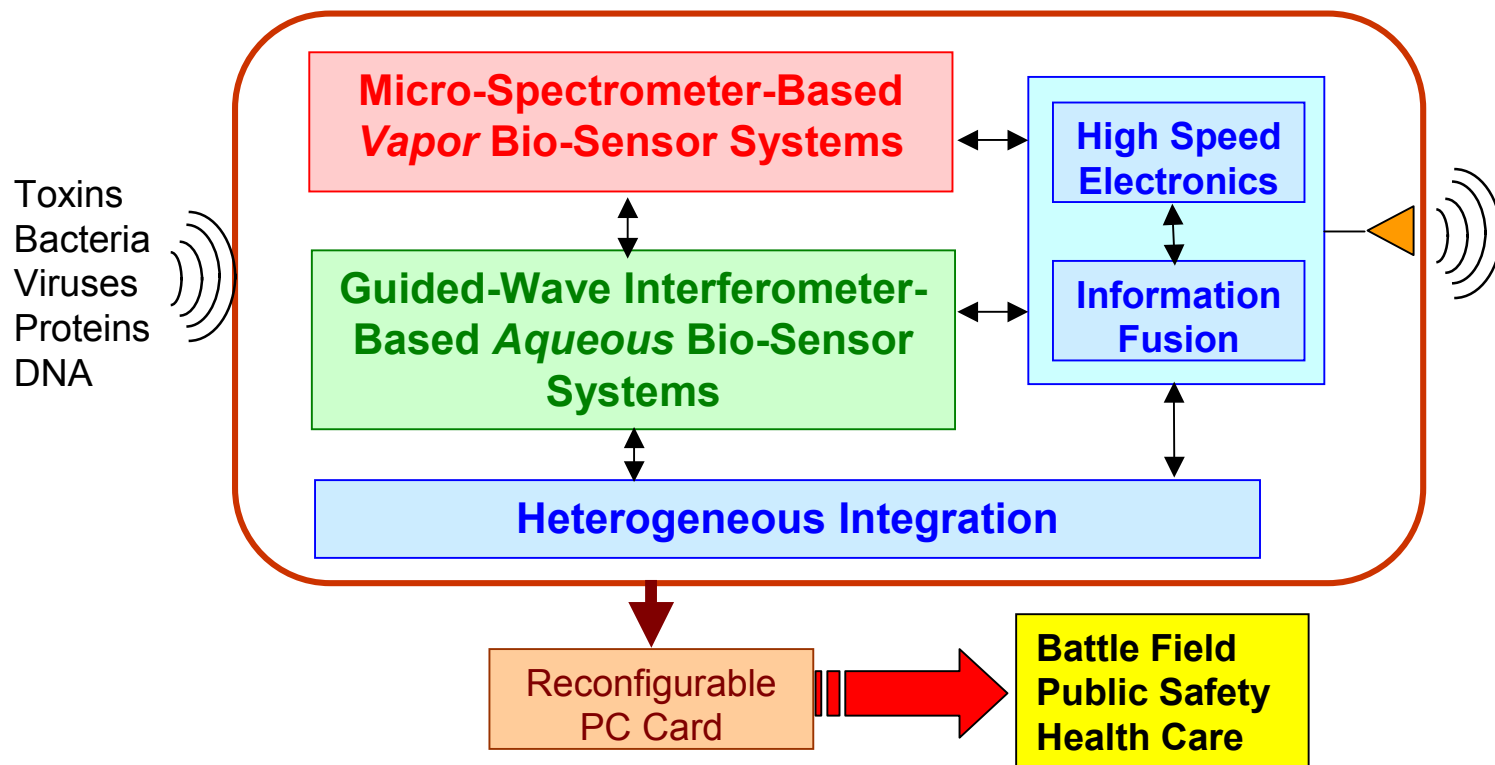 Toxins
Bacteria
Viruses
Proteins
DNA
Micro-Spectrometer-Based
Vapor Bio-Sensor Systems
Guided-Wave Interferometer-
Based Aqueous Bio-Sensor
Systems
High Speed
Electronics
Information
Fusion
Heterogeneous Integration
Reconfigurable
PC Card
Battle Field
Public Safety
Health Care